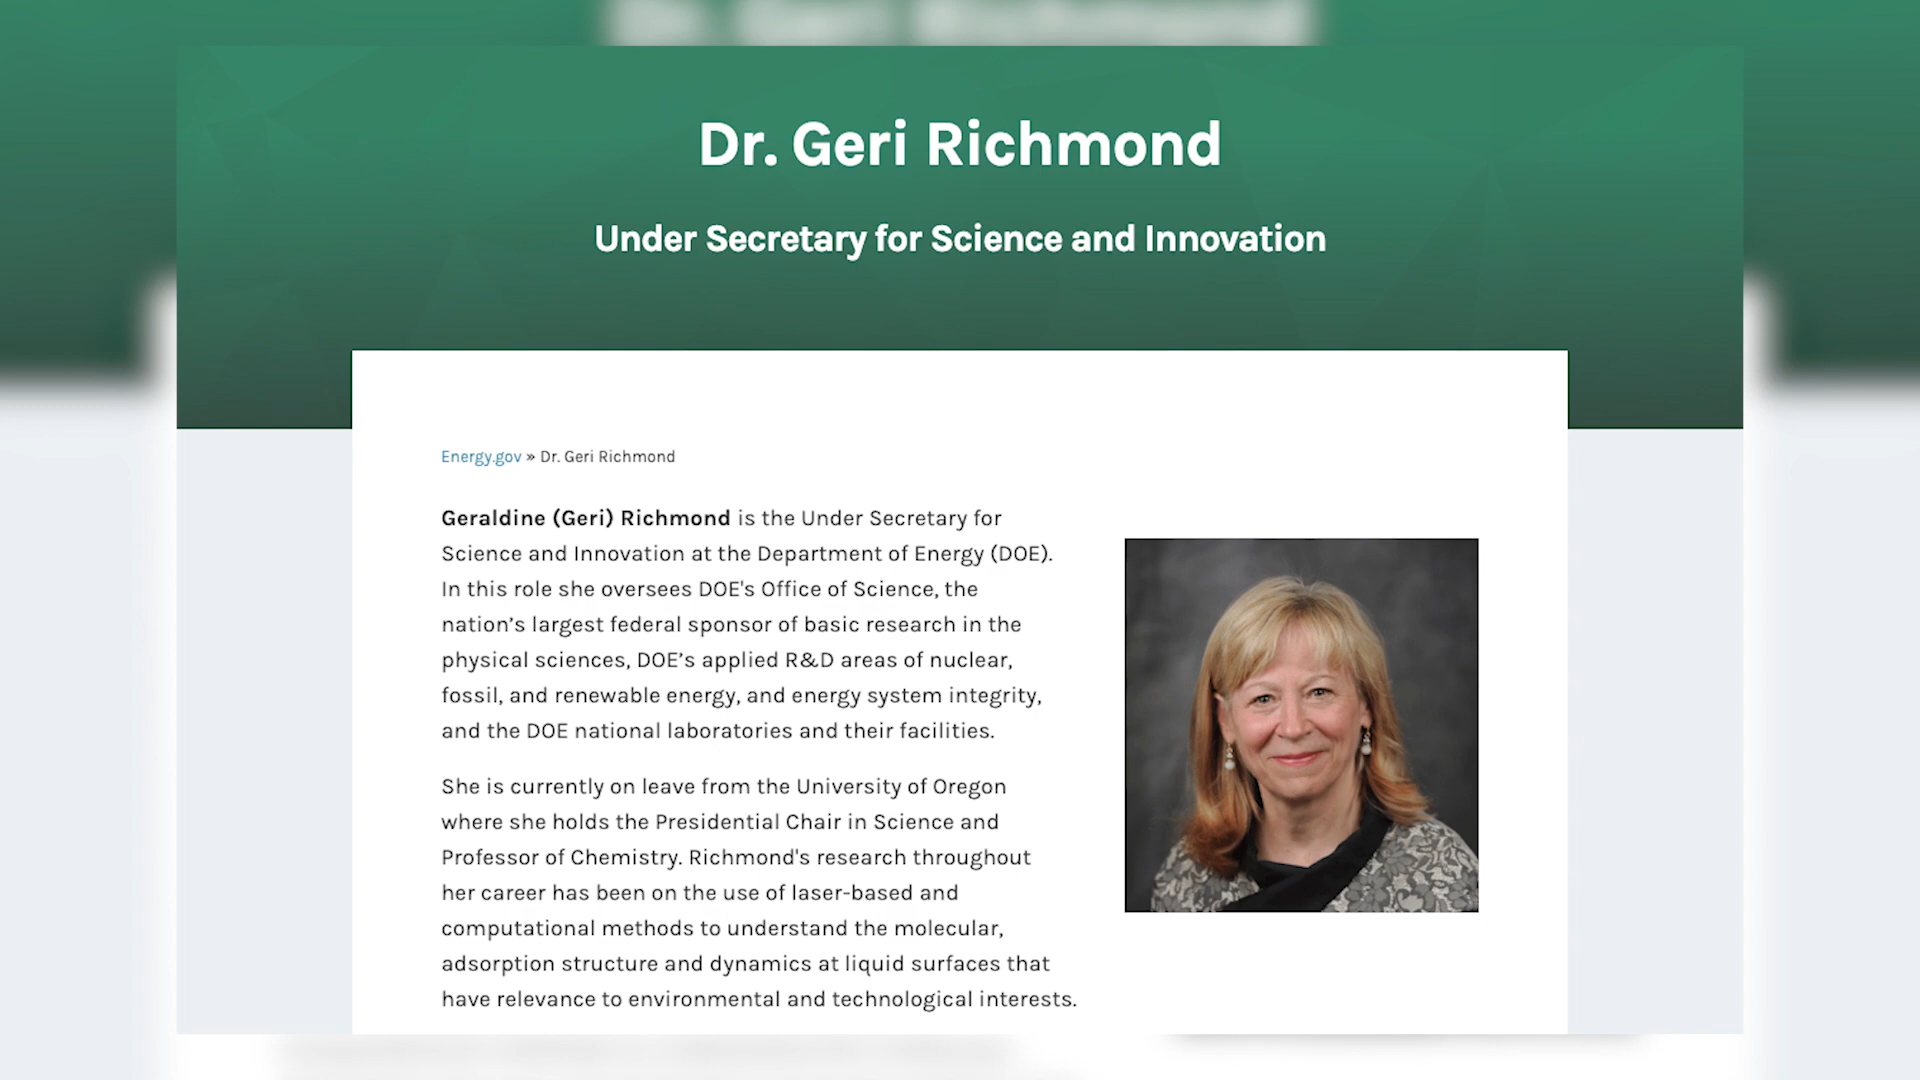 Dr. Geri Richmond
Under Secretary for Science and Innovation
Energy.gov » Dr. Geri Richmond
Geraldine (Geri) Richmond is the Under Secretary for
Science and Innovation at the Department of Energy (DOE).
In this role she oversees DOE's Office of Science, the
nation’s largest federal sponsor of basic research in the
physical sciences, DOE’s applied R&D areas of nuclear,
fossil, and renewable energy, and energy system integrity,
and the DOE national laboratories and their facilities.
She is currently on leave from the University of Oregon
where she holds the Presidential Chair in Science and
Professor of Chemistry. Richmond's research throughout
her career has been on the use of laser-based and
computational methods to understand the molecular,
adsorption structure and dynamics at liquid surfaces that
have relevance to environmental and technological interests.